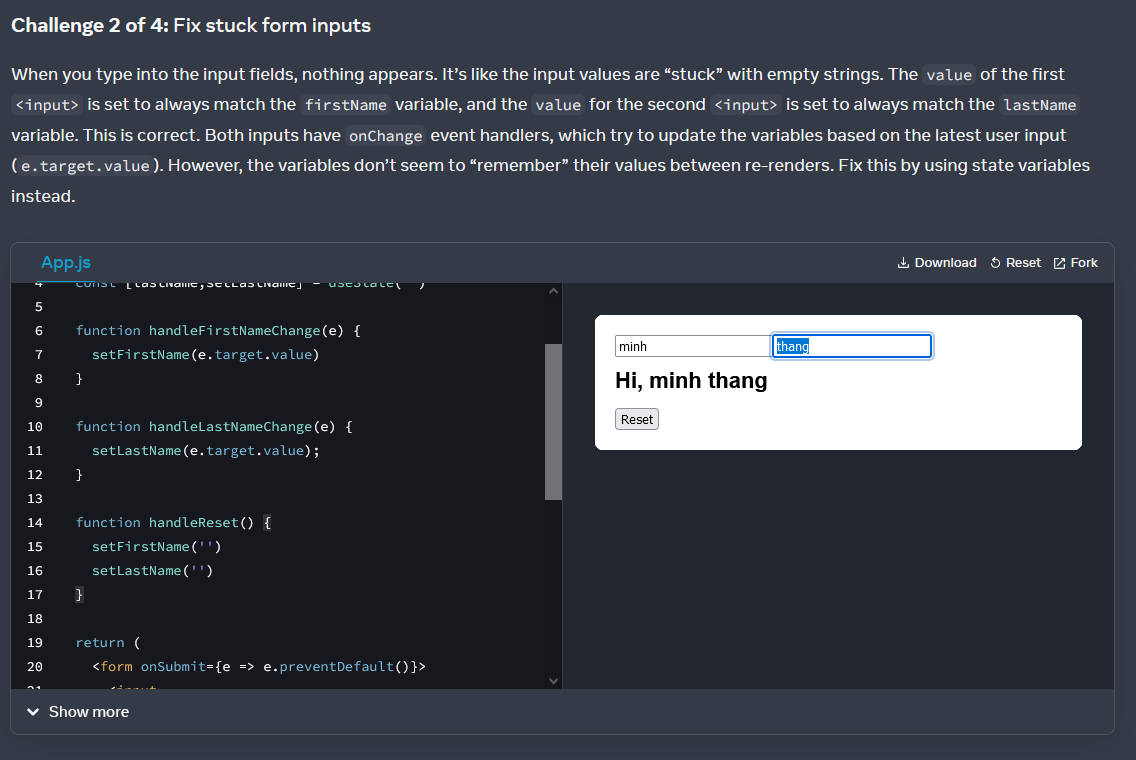 Challenge 2 of 4: Fix stuck form inputs
When you type into the input fields, nothing appears. It’s like the input values are “stuck” with empty strings. The value of the first
<input> is set to always match the firstName variable, and the value for the second <input> is set to always match the lastName
variable. This is correct. Both inputs have onChange event handlers, which try to update the variables based on the latest user input
(e.target.value). However, the variables don’t seem to “remember” their values between re-renders. Fix this by using state variables
instead.
App.js
Download Reset Fork
4 const [lastName,setLastName] = useState(
5
6 function handleFirstNameChange(e) {
7 setFirstName(e.target.value)
8 }
9
10 function handleLastNameChange(e) {
11 setLastName(e.target.value);
12 }
13
14 function handleReset() {
15 setFirstName('')
16 setLastName('')
17 }
18
19 return (
20 <form onSubmit={e => e.preventDefault()}>
21 <input
minh thang
Hi, minh thang
Reset
Show more